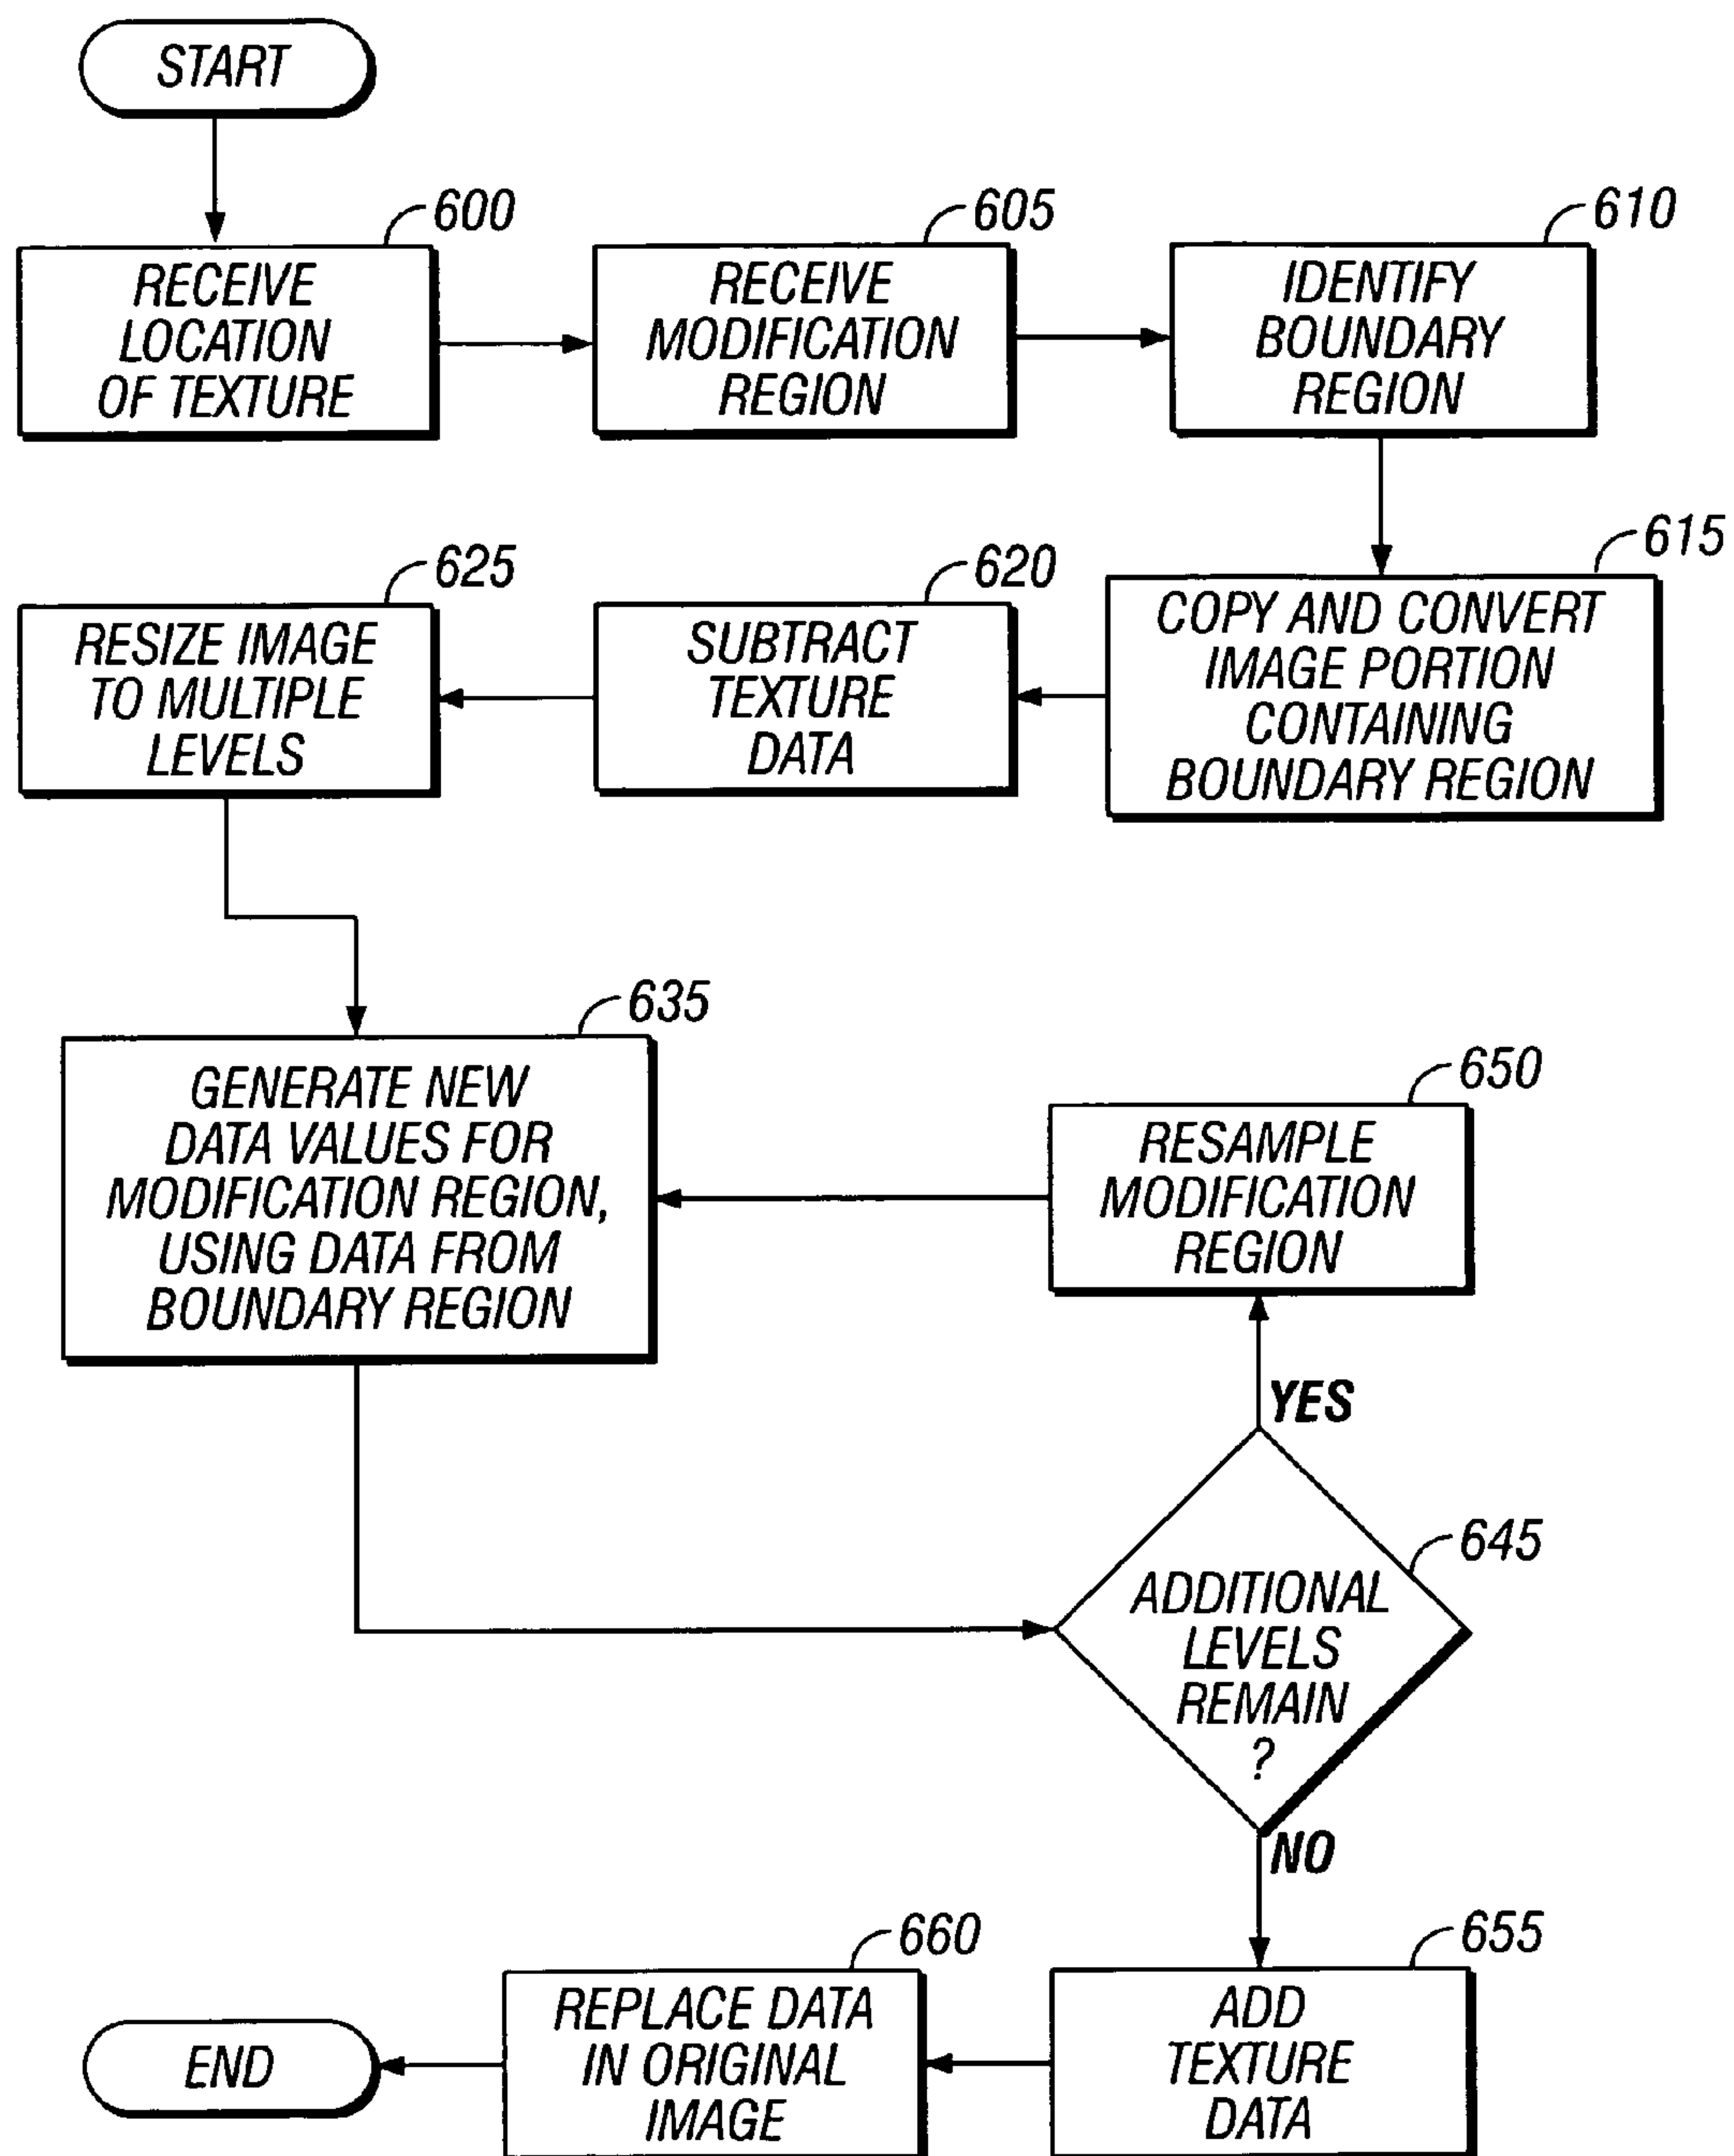 START
600
RECEIVE
LOCATION
OF TEXTURE
605
RECEIVE
MODIFICATION
REGION
610
IDENTIFY
BOUNDARY
REGION
615
COPY AND CONVERT
IMAGE PORTION
CONTAINING
BOUNDARY REGION
620
SUBTRACT
TEXTURE
DATA
625
RESIZE IMAGE
TO MULTIPLE
LEVELS
635
GENERATE NEW
DATA VALUES FOR
MODIFICATION REGION,
USING DATA FROM
BOUNDARY REGION
650
RESAMPLE
MODIFICATION
REGION
YES
645
ADDITIONAL
LEVELS
REMAIN
?
NO
655
ADD
TEXTURE
DATA
660
REPLACE DATA
IN ORIGINAL
IMAGE
END